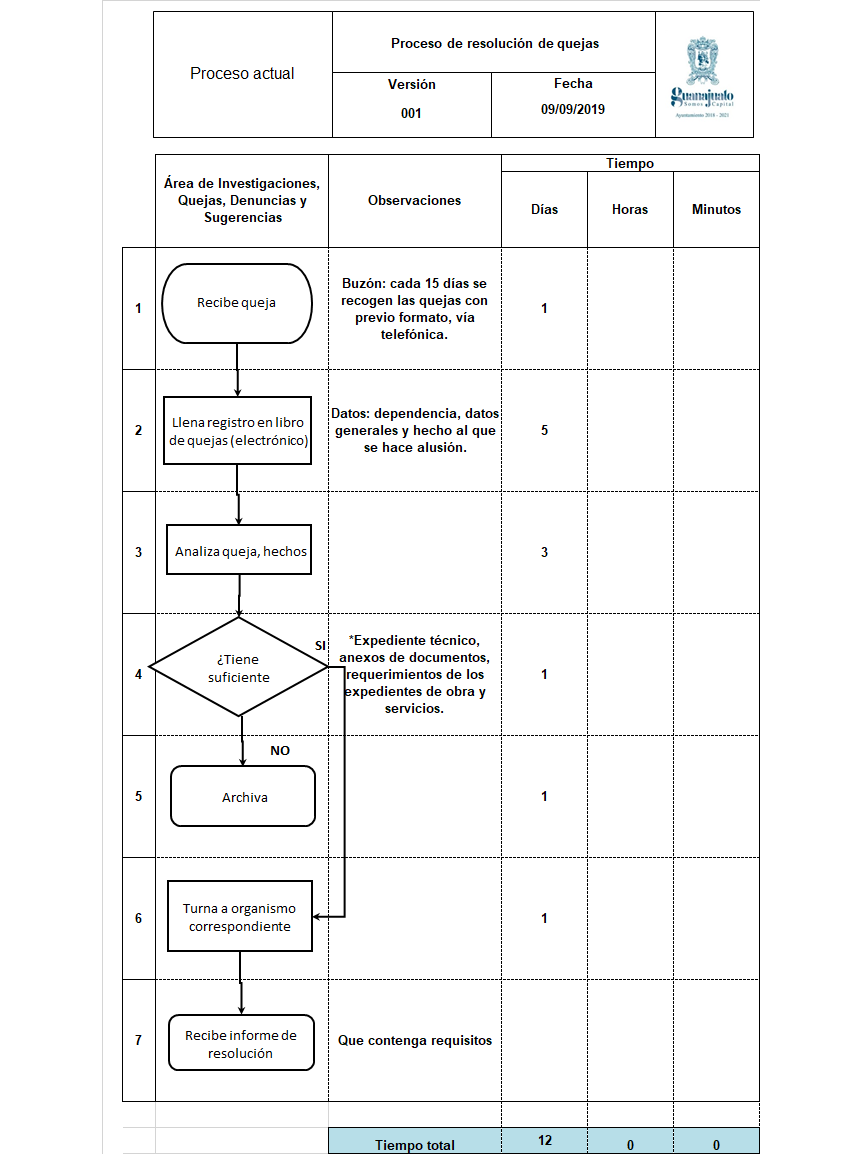 Proceso actual
Proceso de resolución de quejas
Versión
001
Fecha
09/09/2019
Guanajuato
Somos Capital
Ayuntamiento 2018 - 2021
Área de Investigaciones,
Quejas, Denuncias y
Sugerencias
Observaciones
Tiempo
Días
Horas
Minutos
1
Recibe queja
Buzón: cada 15 días se
recogen las quejas con
previo formato, vía
telefónica.
1
2
Llena registro en libro
de quejas (electrónico)
Datos: dependencia, datos
generales y hecho al que
se hace alusión.
5
3
Analiza queja, hechos
3
4
¿Tiene
suficiente
SI
*Expediente técnico,
anexos de documentos,
requerimientos de los
expedientes de obra y
servicios.
1
NO
5
Archiva
1
6
Turna a organismo
correspondiente
1
7
Recibe informe de
resolución
Que contenga requisitos
Tiempo total
12
0
0